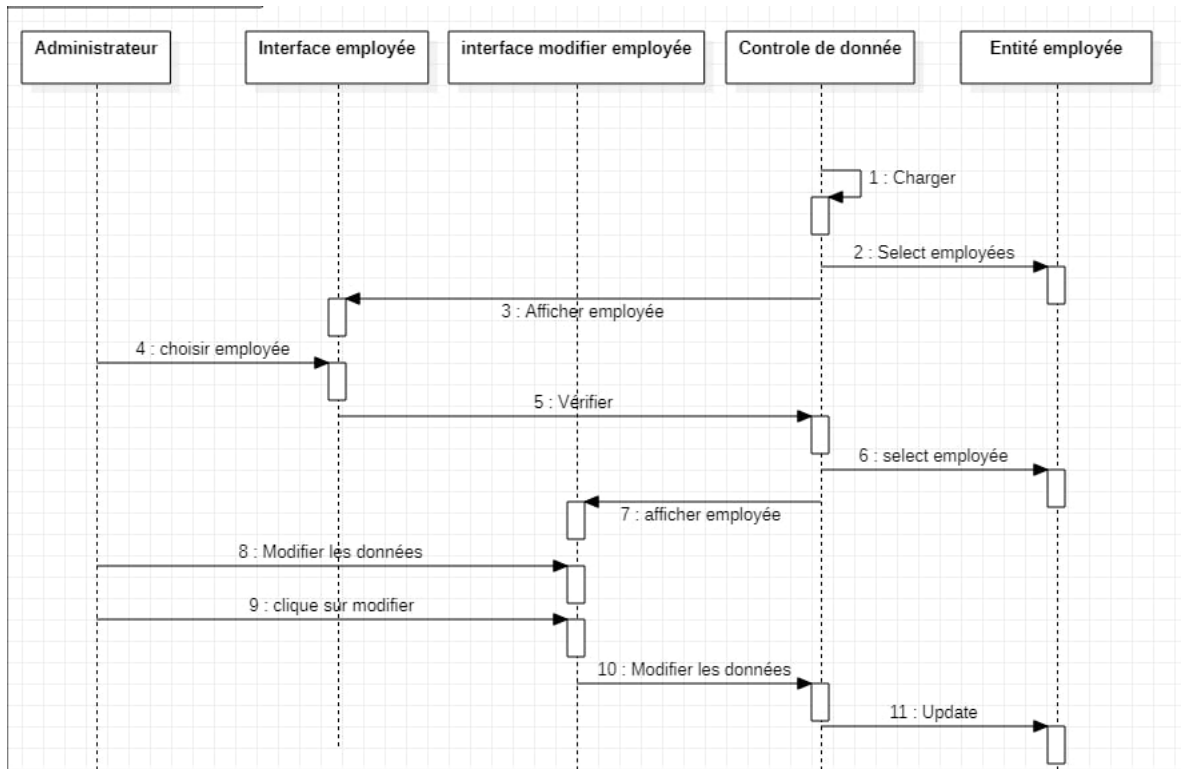 Administrateur
Interface employée
interface modifier employée
Controle de donnée
Entité employée
1 : Charger
2 : Select employées
3 : Afficher employée
4 : choisir employée
5 : Vérifier
6 : select employée
7 : afficher employée
8 : Modifier les données
9 : clique sur modifier
10 : Modifier les données
11 : Update